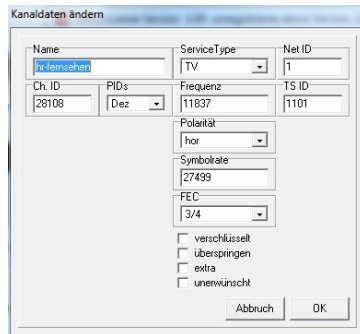 Kanaldaten ändern
Name
hr-fernsehen
ServiceType
TV
Net ID
1
Ch. ID
28108
PIDs
Dez
Frequenz
11837
TS ID
1101
Polarität
hor
Symbolrate
27499
FEC
3/4
verschlüsselt
überspringen
extra
unerwünscht
Abbruch
OK